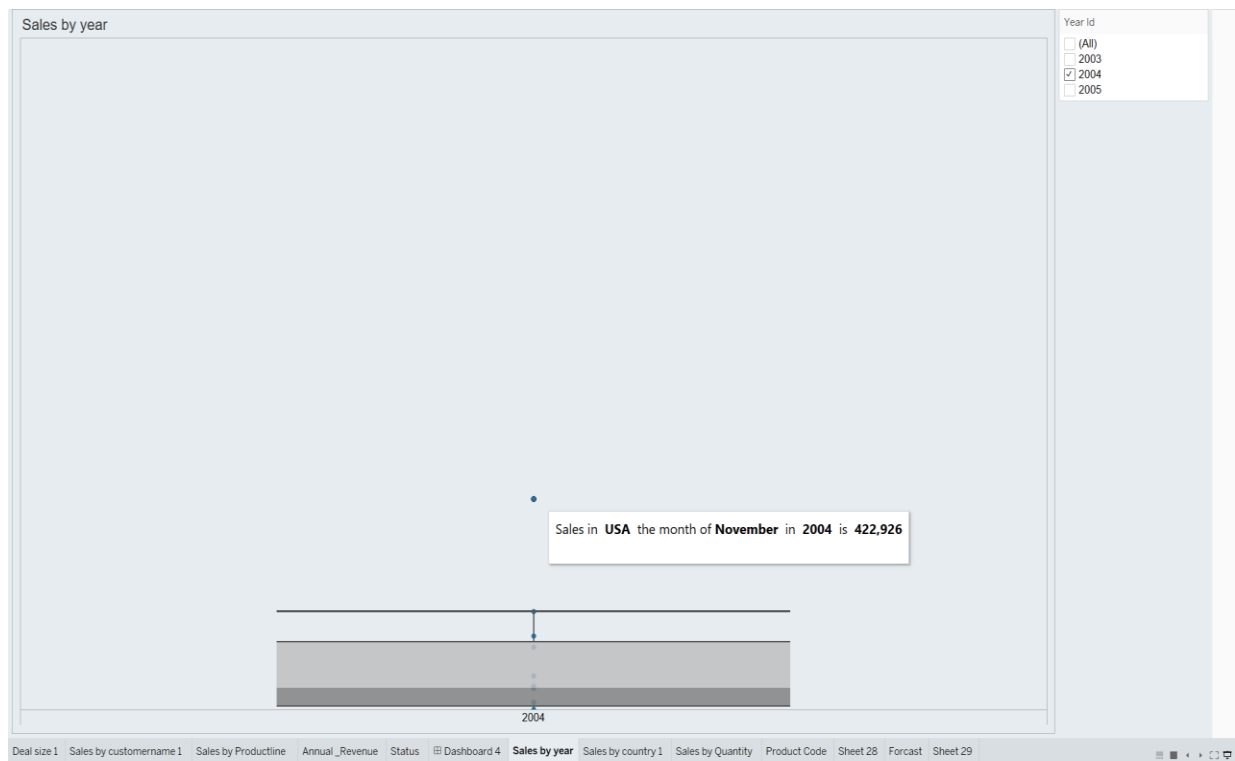 Sales by year
Year Id
(All)
2003
2004
2005
Sales in USA the month of November in 2004 is 422,926
2004
Deal size 1 Sales by customername 1 Sales by Productline Annual _Revenue Status Dashboard 4 Sales by year Sales by country 1 Sales by Quantity Product Code Sheet 28 Forcast Sheet 29